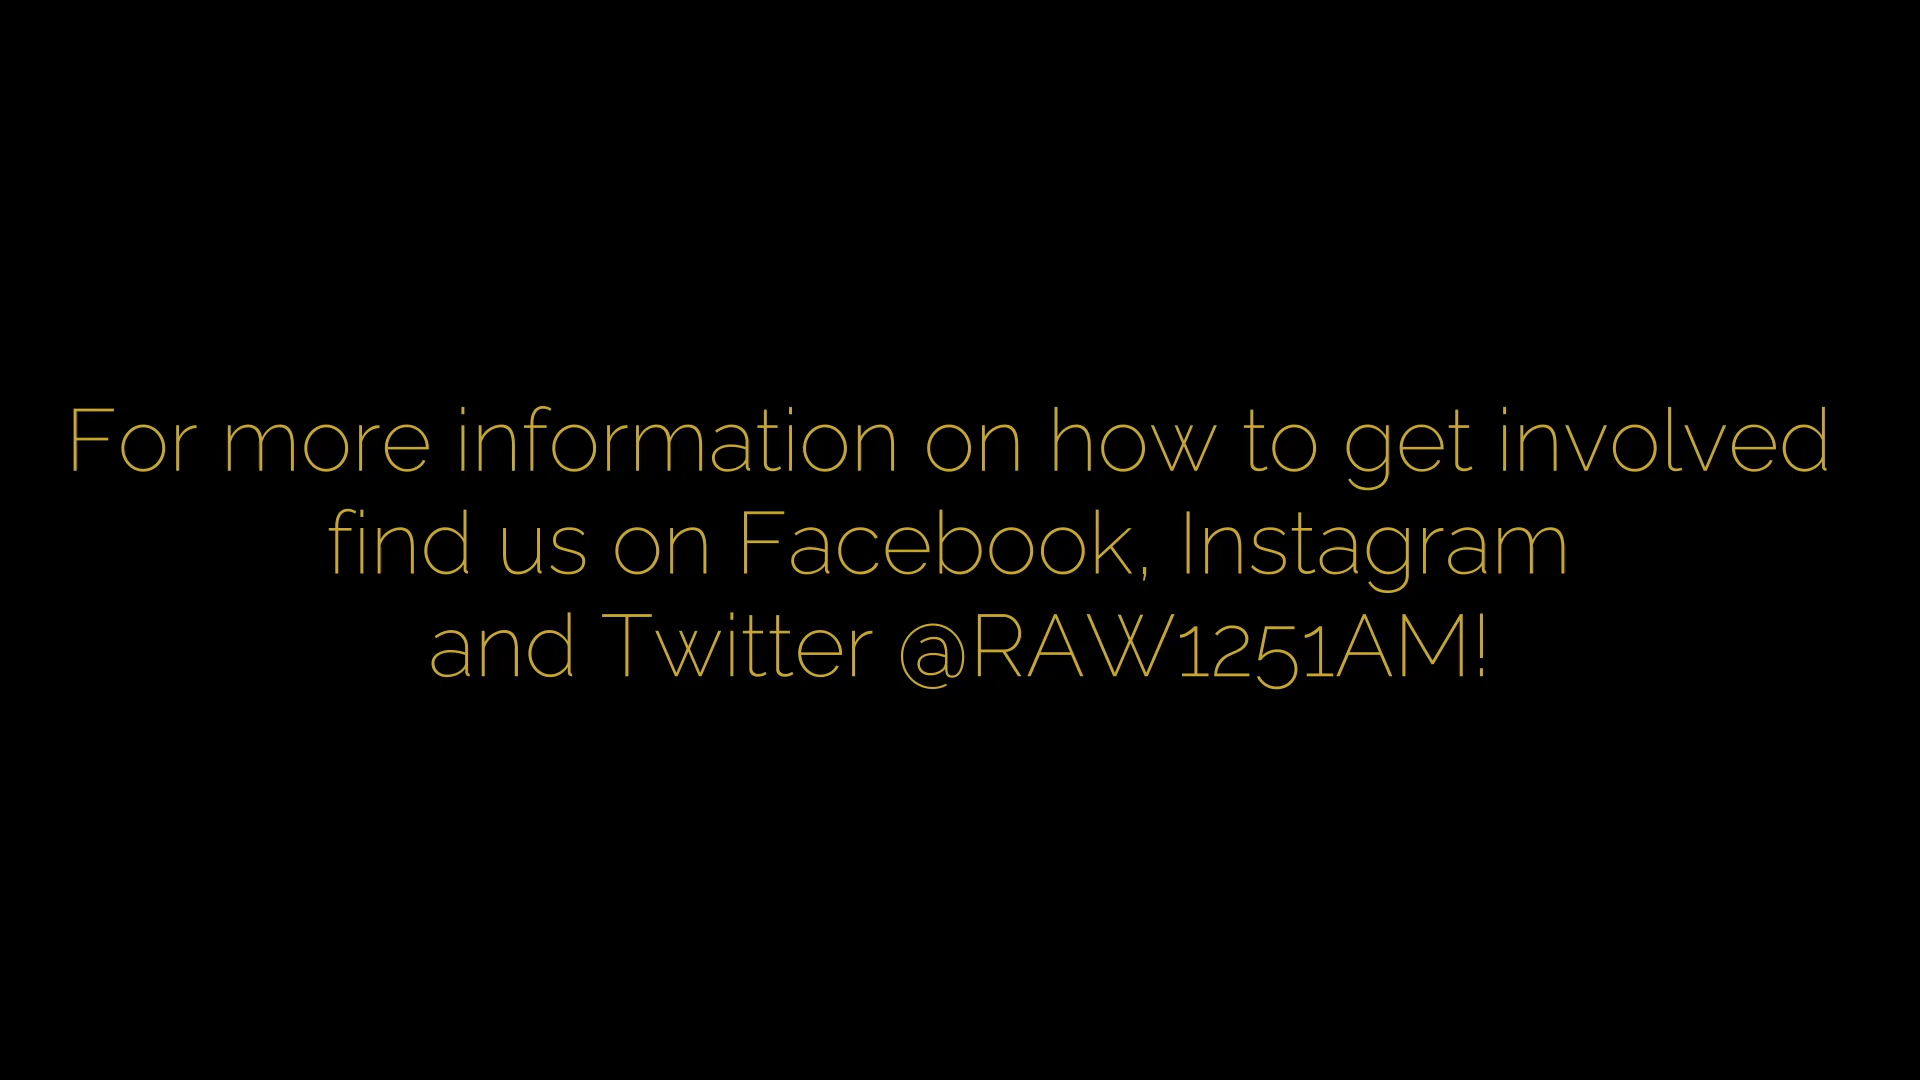 For more information on how to get involved
find us on Facebook, Instagram
and Twitter @RAW1251AM!